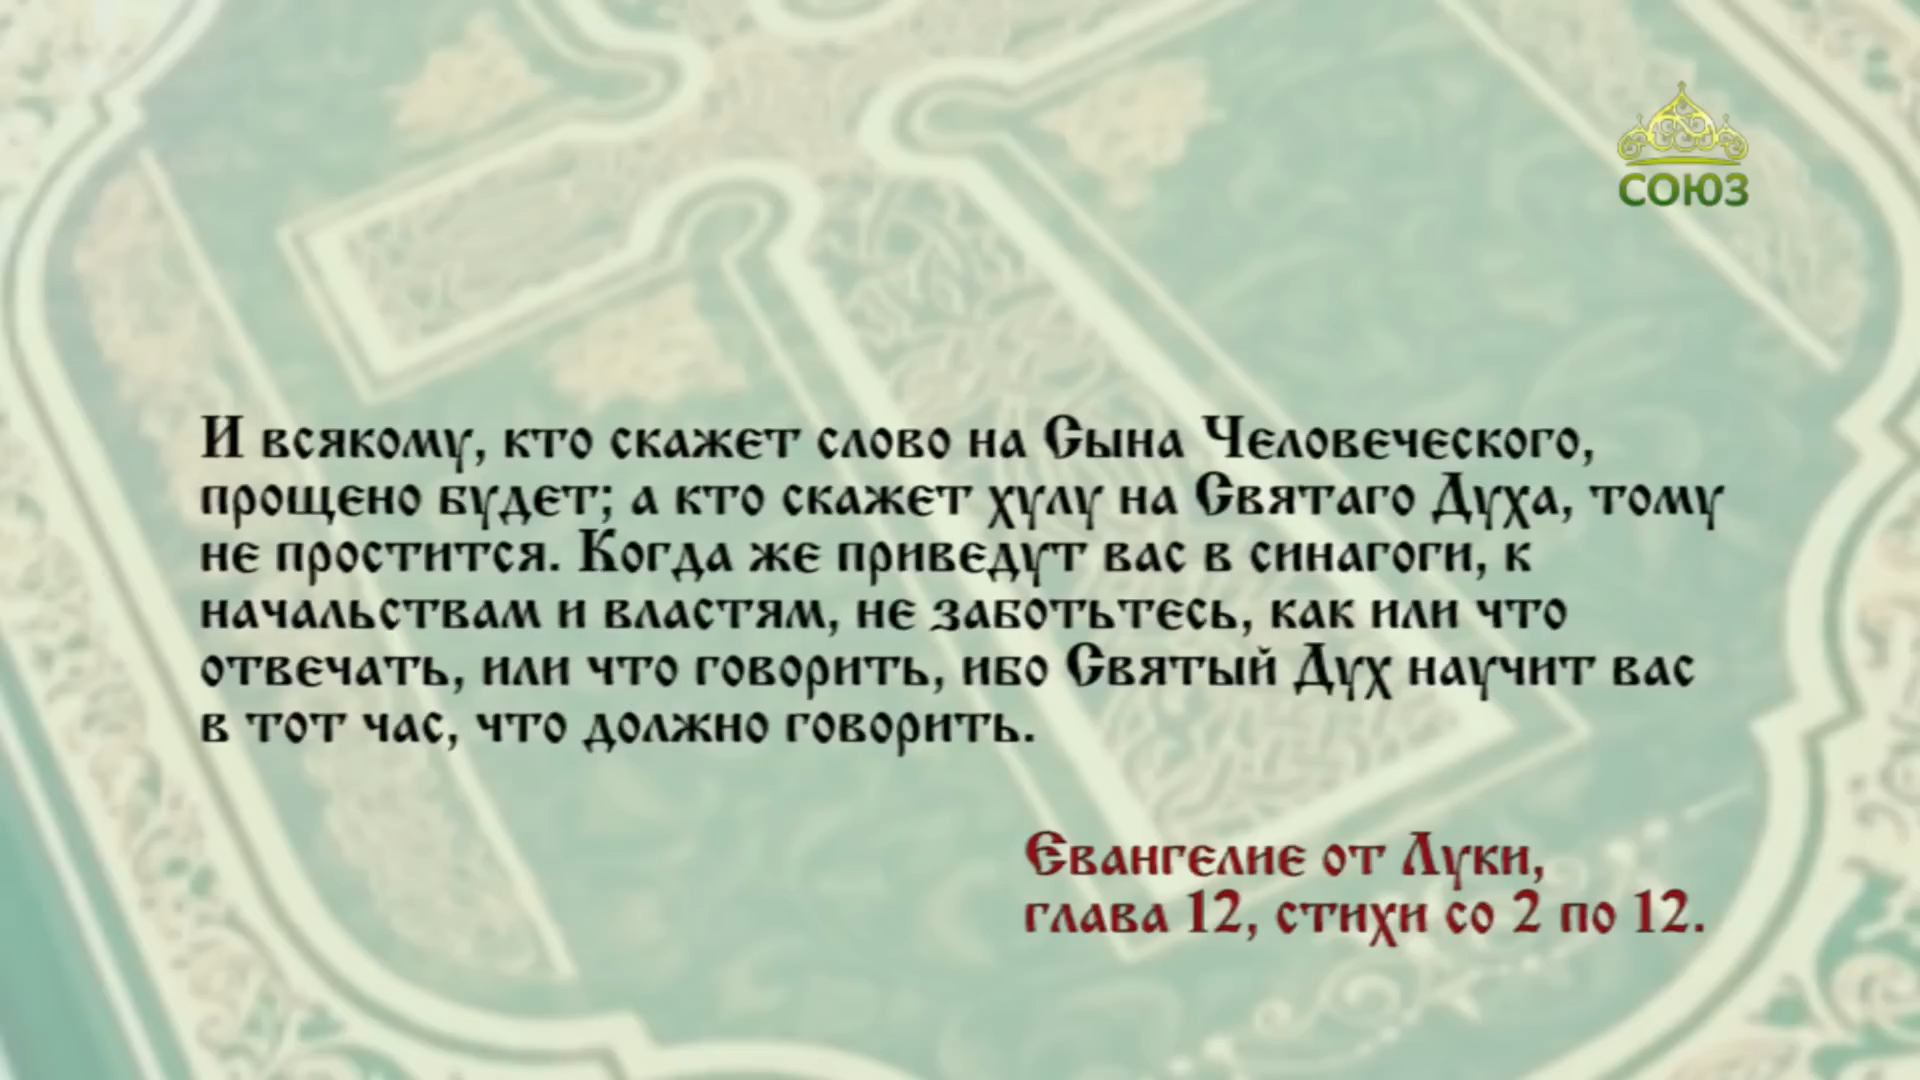 СОЮЗ
И всякому, кто скажет слово на Сына Человеческого,
прощено будет; а кто скажет хулу на Святаго Духа, тому
не простится. Когда же приведут вас в синагоги, к
начальствам и властям, не заботьтесь, как или что
отвечать, или что говорить, ибо Святый Дух научит вас
в тот час, что должно говорить.
Евангелие от Луки,
глава 12, стихи со 2 по 12.